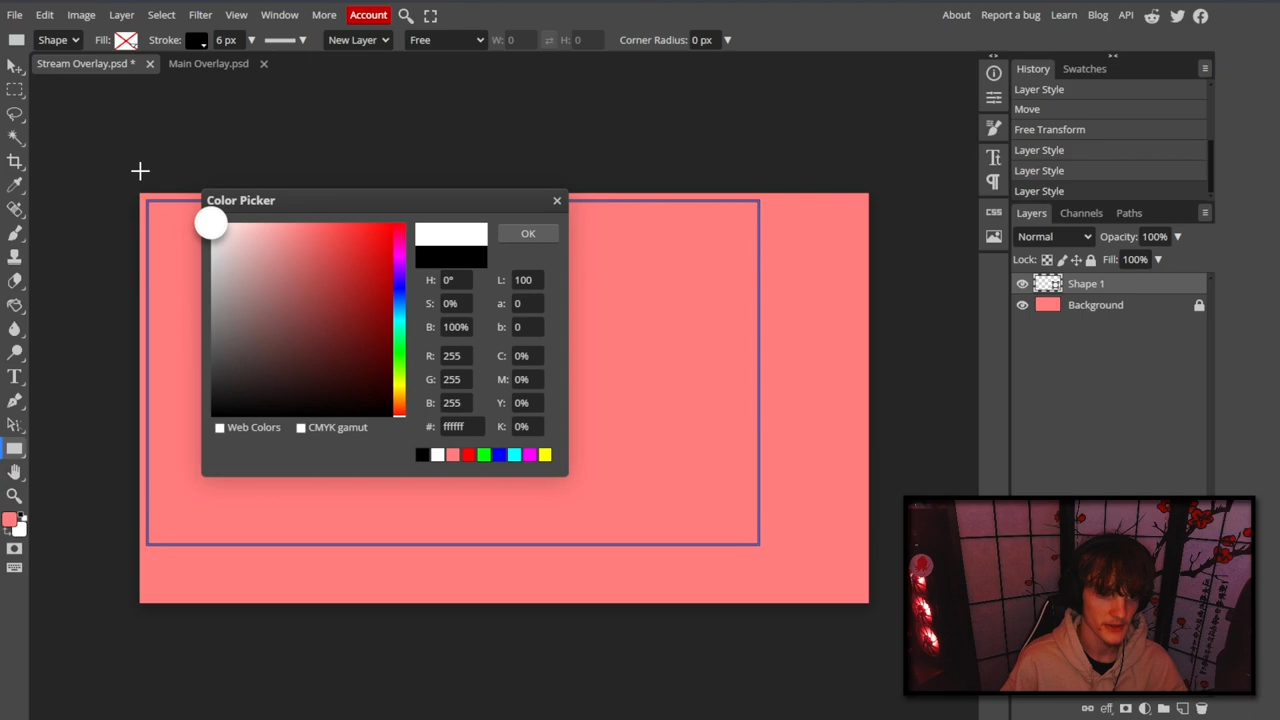 File Edit Image Layer Select Filter View Window More Account About Report a bug Learn Blog API
Shape Fill: Stroke: 6 px New Layer Free W: 0 H: 0 Corner Radius: 0 px
Stream Overlay.psd * Main Overlay.psd
History Swatches
Layer Style
Move
Free Transform
Layer Style
Layer Style
Layer Style
Layers Channels Paths
CSS
Normal Opacity: 100%
Lock: Fill: 100%
Shape 1
Background
Color Picker
OK
H: 0° L: 100
S: 0% a: 0
B: 100% b: 0
R: 255 C: 0%
G: 255 M: 0%
B: 255 Y: 0%
#: ffffff K: 0%
Web Colors CMYK gamut
eff